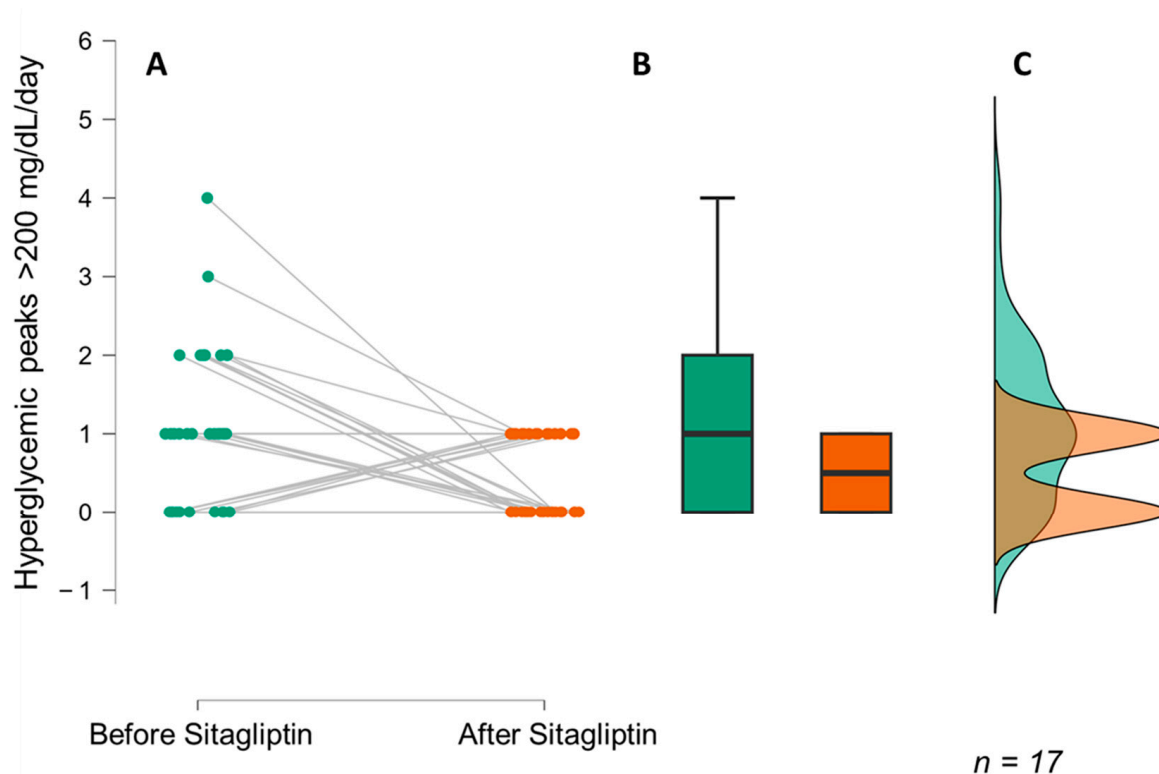 A
B
C
Hyperglycemic peaks >200 mg/dL/day
6
5
4
3
2
1
0
−1
Before Sitagliptin
After Sitagliptin
n = 17